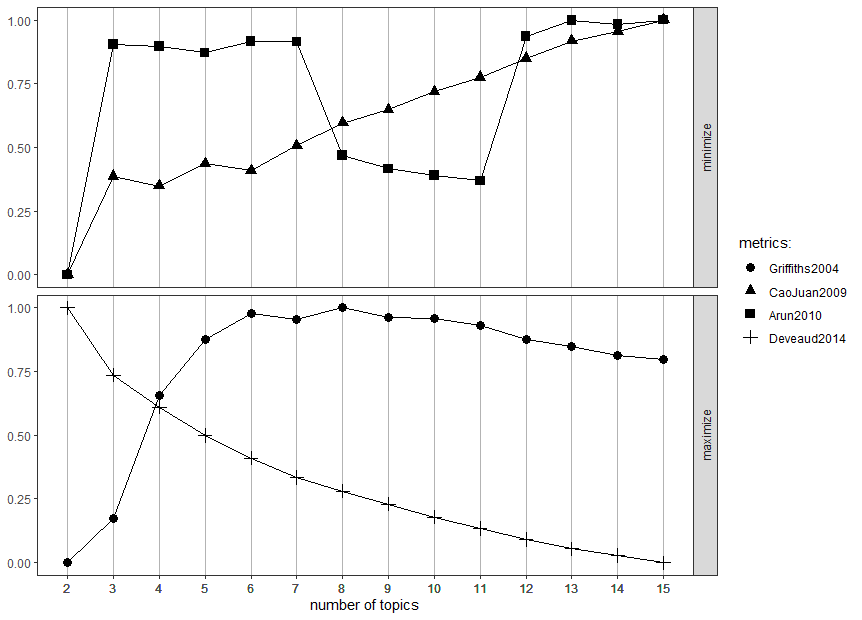 1.00
0.75
0.50
0.25
0.00
minimize
1.00
0.75
0.50
0.25
0.00
maximize
2 3 4 5 6 7 8 9 10 11 12 13 14 15
number of topics
metrics:
Griffiths2004
CaoJuan2009
Arun2010
Deveaud2014